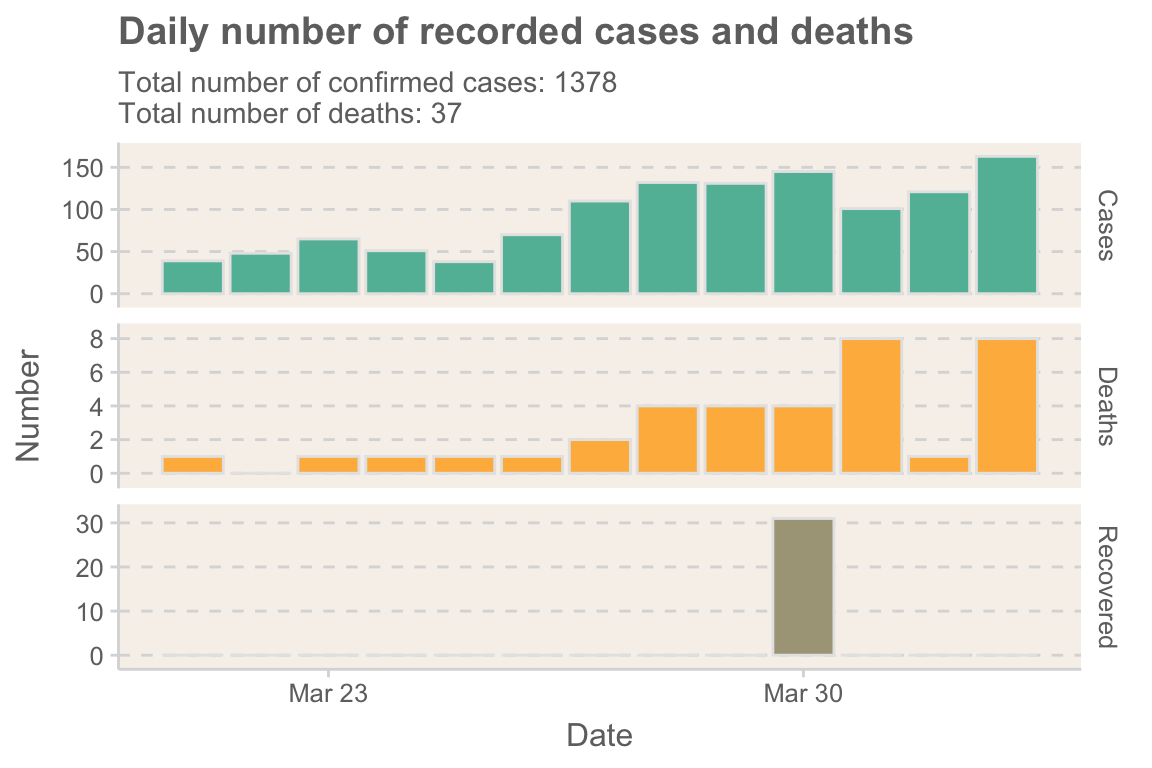 Daily number of recorded cases and deaths
Total number of confirmed cases: 1378
Total number of deaths: 37
150
100
50
0
Cases
8
6
4
2
0
Deaths
Number
30
20
10
0
Recovered
Mar 23
Mar 30
Date